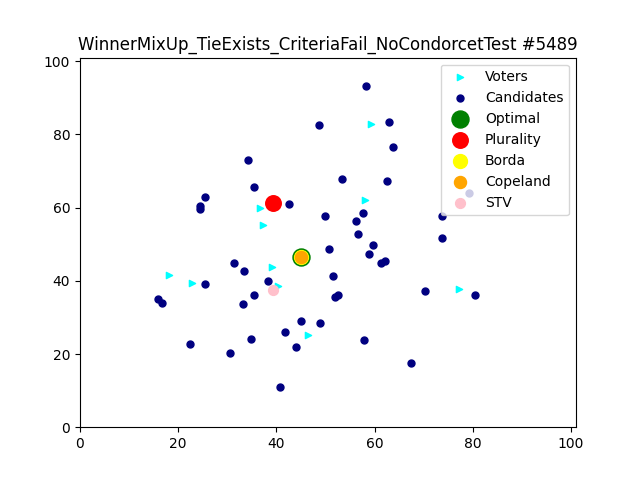 WinnerMixUp_TieExists_CriteriaFail_NoCondorcetTest #5489
100
80
60
40
20
0
0 20 40 60 80 100
Voters
Candidates
Optimal
Plurality
Borda
Copeland
STV